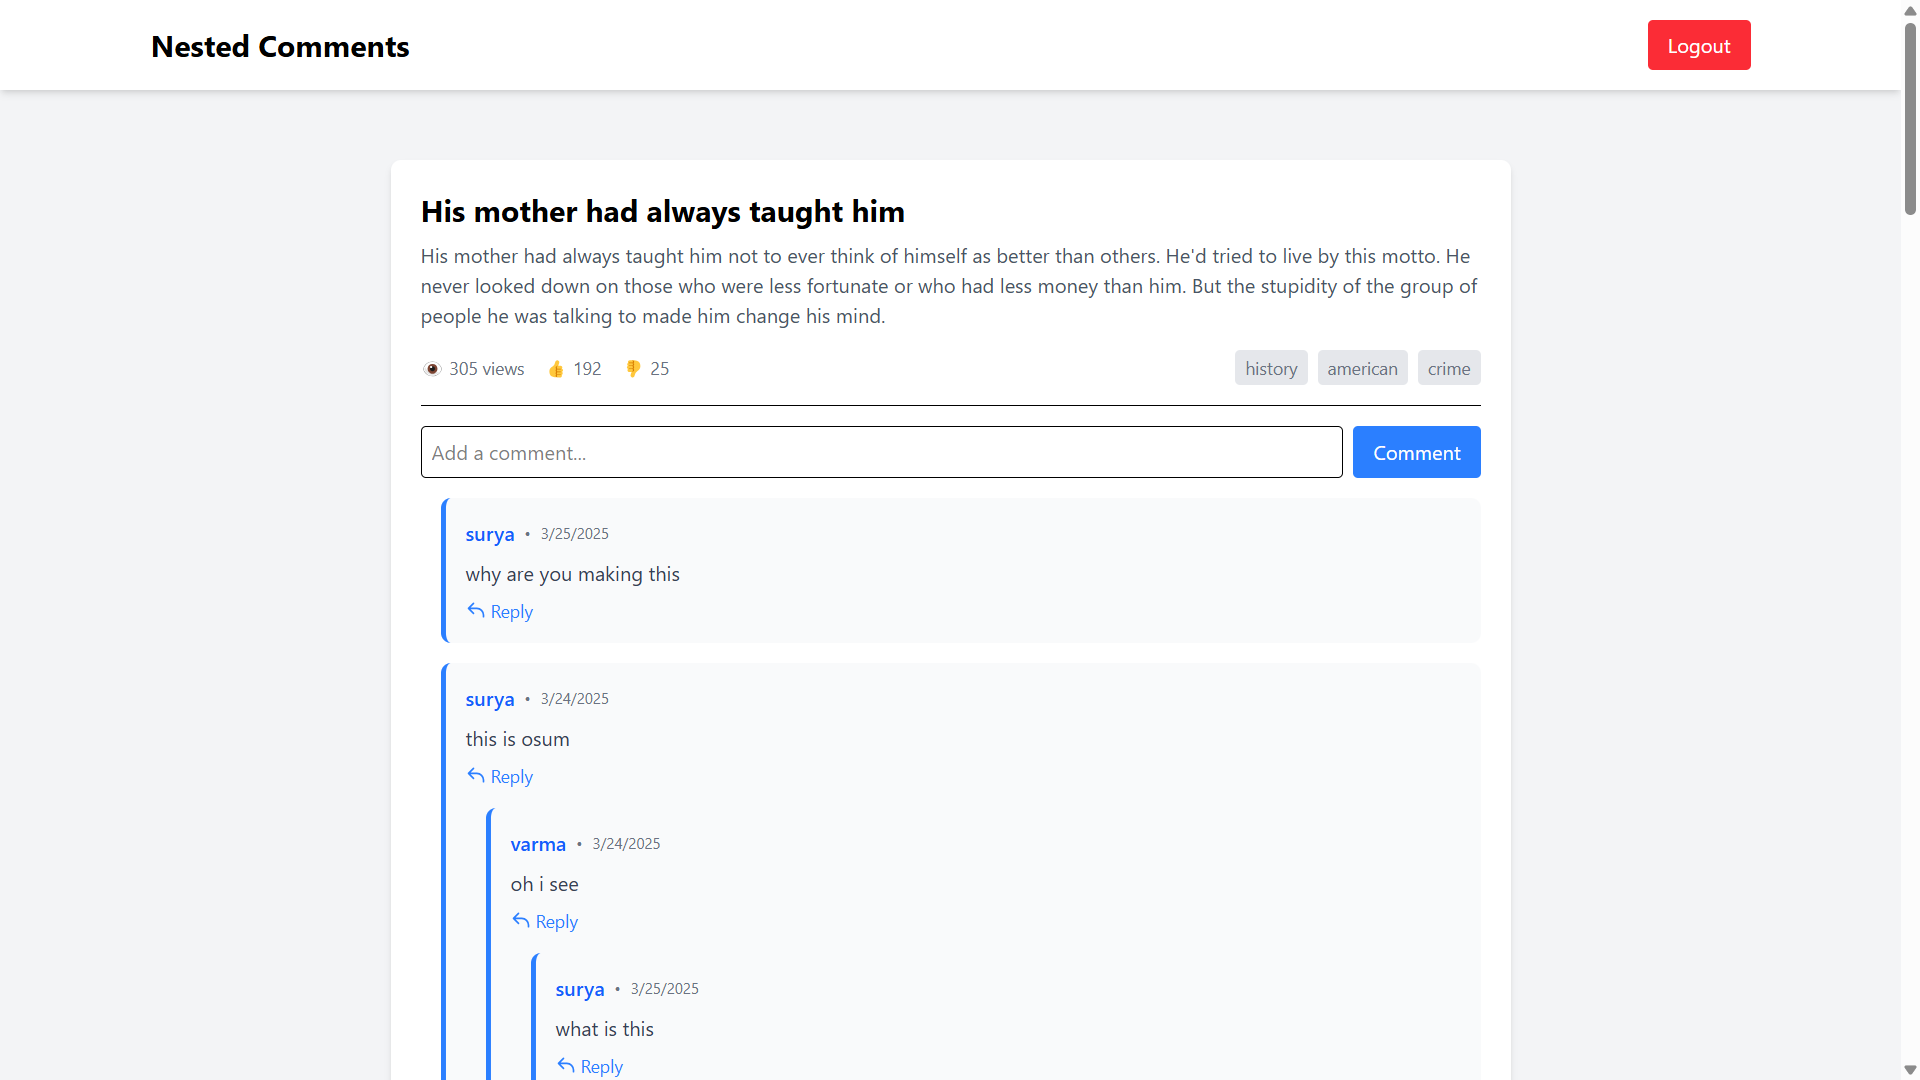 Nested Comments
Logout
His mother had always taught him
His mother had always taught him not to ever think of himself as better than others. He'd tried to live by this motto. He
never looked down on those who were less fortunate or who had less money than him. But the stupidity of the group of
people he was talking to made him change his mind.
👁️ 305 views 👍 192 👎 25 history american crime
Add a comment... Comment
surya • 3/25/2025
why are you making this
Reply
surya • 3/24/2025
this is osum
Reply
varma • 3/24/2025
oh i see
Reply
surya • 3/25/2025
what is this
Reply